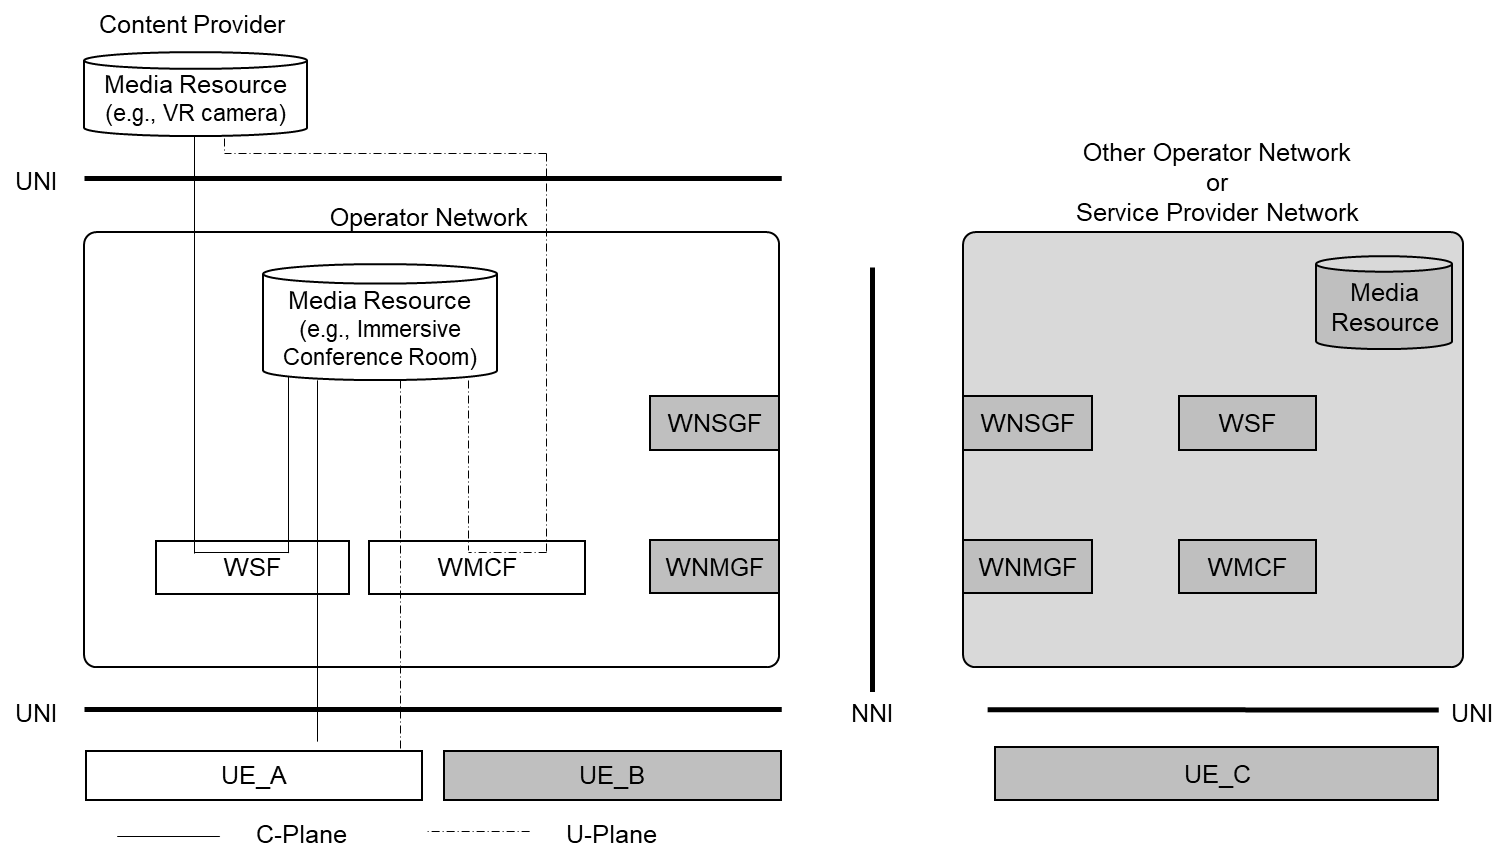 Content Provider
Media Resource
(e.g., VR camera)
UNI
Operator Network
Media Resource
(e.g., Immersive
Conference Room)
WNSGF
WSF
WMCF
WNMGF
UNI
UE_A
UE_B
C-Plane
U-Plane
NNI
Other Operator Network
or
Service Provider Network
Media
Resource
WNSGF
WSF
WNMGF
WMCF
UNI
UE_C